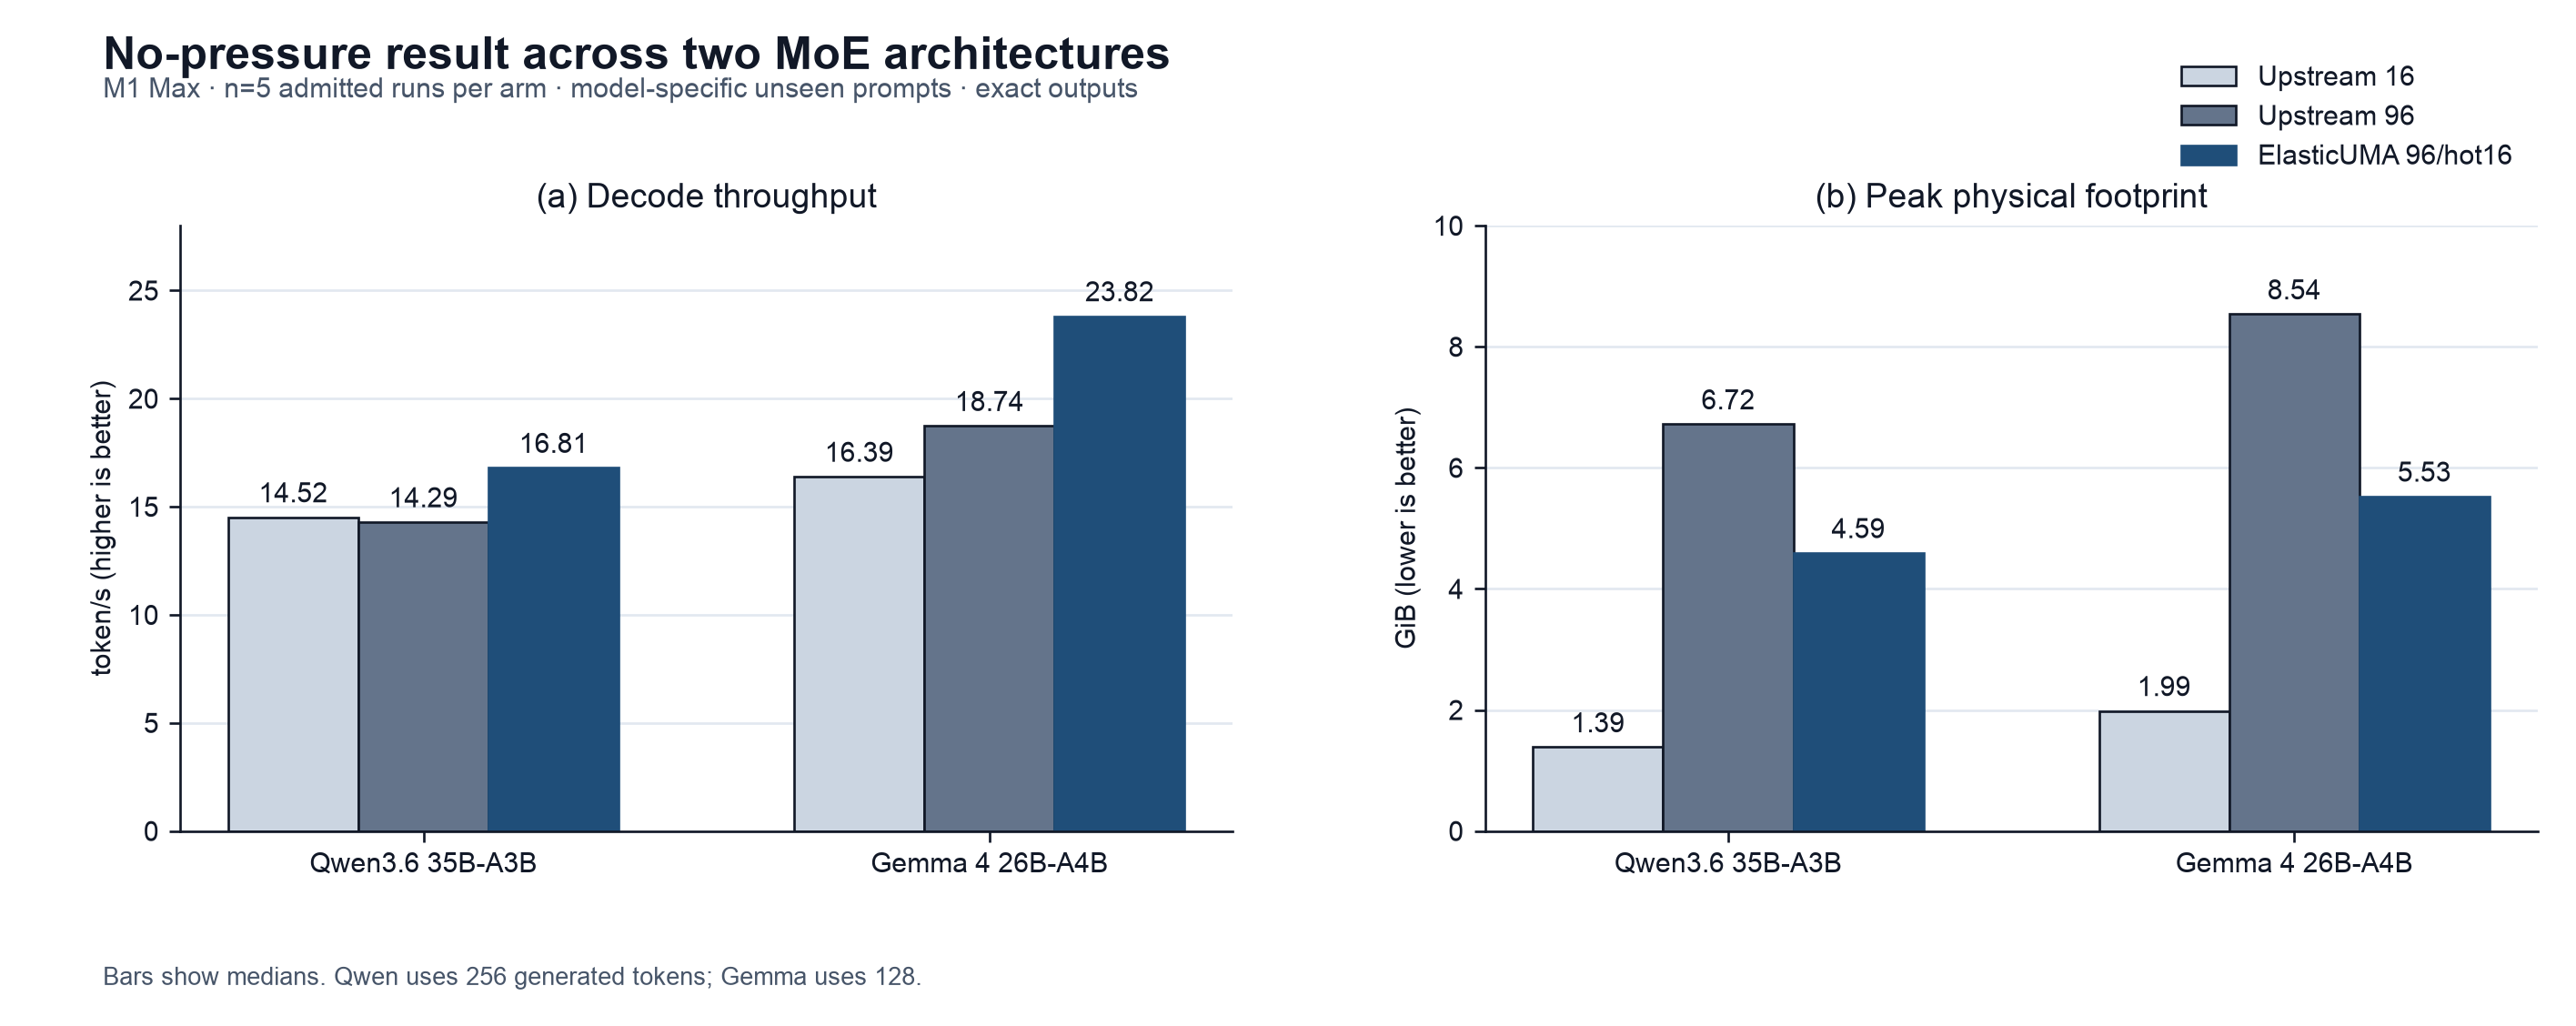 No-pressure result across two MoE architectures
M1 Max · n=5 admitted runs per arm · model-specific unseen prompts · exact outputs
Upstream 16
Upstream 96
ElasticUMA 96/hot16
(a) Decode throughput
token/s (higher is better)
25
20
15
10
5
0
14.52
14.29
16.81
16.39
18.74
23.82
Qwen3.6 35B-A3B
Gemma 4 26B-A4B
(b) Peak physical footprint
GiB (lower is better)
10
8
6
4
2
0
1.39
6.72
4.59
1.99
8.54
5.53
Qwen3.6 35B-A3B
Gemma 4 26B-A4B
Bars show medians. Qwen uses 256 generated tokens; Gemma uses 128.